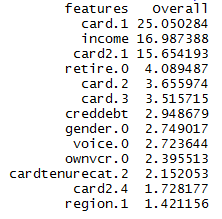 features overall
card.1 25.050284
income 16.987388
card2.1 15.654193
retire.0 4.089487
card.2 3.655974
card.3 3.515715
creddebt 2.948679
gender.0 2.749017
voice.0 2.723644
ownvcr.0 2.395513
cardtenurecat.2 2.152053
card2.4 1.728177
region.1 1.421156